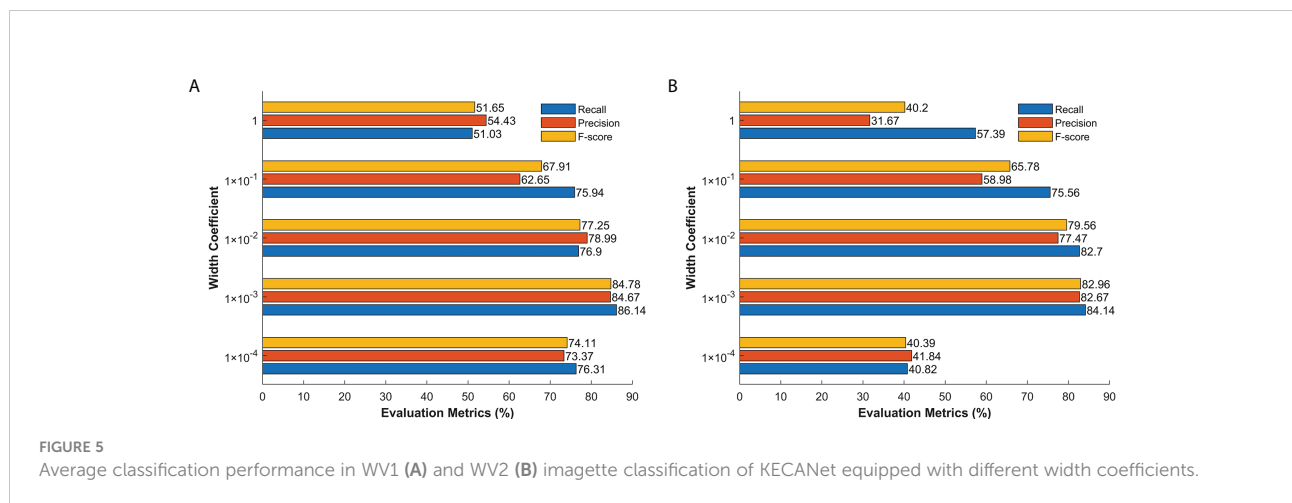 A
51.65
1
54.43
51.03
Recall
Precision
F-score
67.91
1×10⁻¹
62.65
75.94
77.25
1×10⁻²
78.99
76.9
84.78
1×10⁻³
84.67
86.14
74.11
1×10⁻⁴
73.37
76.31
Width Coefficient
0 10 20 30 40 50 60 70 80 90
Evaluation Metrics (%)
B
40.2
1
31.67
57.39
Recall
Precision
F-score
65.78
1×10⁻¹
58.98
75.56
79.56
1×10⁻²
77.47
82.7
82.96
1×10⁻³
82.67
84.14
40.39
1×10⁻⁴
41.84
40.82
Width Coefficient
0 10 20 30 40 50 60 70 80 90
Evaluation Metrics (%)
FIGURE 5
Average classification performance in WV1 (A) and WV2 (B) imagette classification of KECANet equipped with different width coefficients.